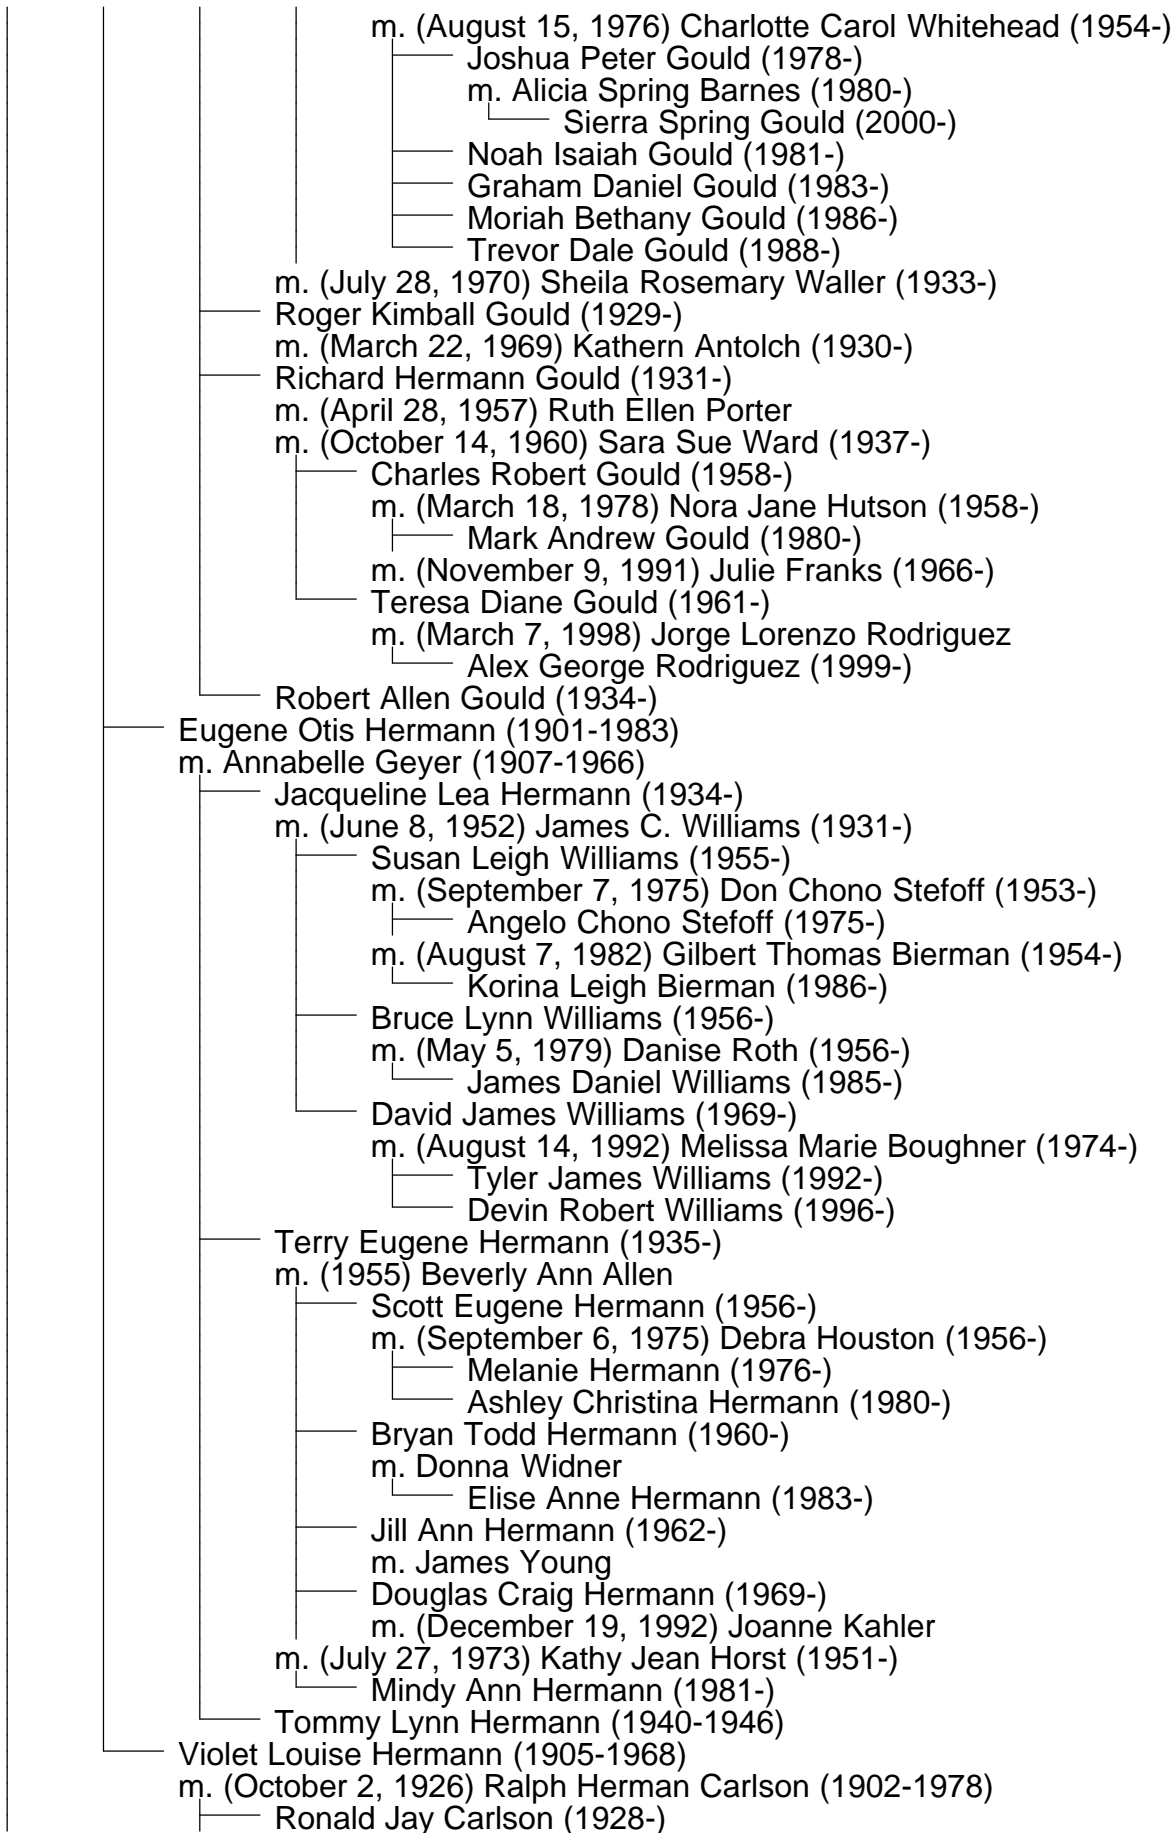 m. (August 15, 1976) Charlotte Carol Whitehead (1954-)
Joshua Peter Gould (1978-)
m. Alicia Spring Barnes (1980-)
Sierra Spring Gould (2000-)
Noah Isaiah Gould (1981-)
Graham Daniel Gould (1983-)
Moriah Bethany Gould (1986-)
Trevor Dale Gould (1988-)
m. (July 28, 1970) Sheila Rosemary Waller (1933-)
Roger Kimball Gould (1929-)
m. (March 22, 1969) Kathern Antolch (1930-)
Richard Hermann Gould (1931-)
m. (April 28, 1957) Ruth Ellen Porter
m. (October 14, 1960) Sara Sue Ward (1937-)
Charles Robert Gould (1958-)
m. (March 18, 1978) Nora Jane Hutson (1958-)
Mark Andrew Gould (1980-)
m. (November 9, 1991) Julie Franks (1966-)
Teresa Diane Gould (1961-)
m. (March 7, 1998) Jorge Lorenzo Rodriguez
Alex George Rodriguez (1999-)
Robert Allen Gould (1934-)
Eugene Otis Hermann (1901-1983)
m. Annabelle Geyer (1907-1966)
Jacqueline Lea Hermann (1934-)
m. (June 8, 1952) James C. Williams (1931-)
Susan Leigh Williams (1955-)
m. (September 7, 1975) Don Chono Stefoff (1953-)
Angelo Chono Stefoff (1975-)
m. (August 7, 1982) Gilbert Thomas Bierman (1954-)
Korina Leigh Bierman (1986-)
Bruce Lynn Williams (1956-)
m. (May 5, 1979) Danise Roth (1956-)
James Daniel Williams (1985-)
David James Williams (1969-)
m. (August 14, 1992) Melissa Marie Boughner (1974-)
Tyler James Williams (1992-)
Devin Robert Williams (1996-)
Terry Eugene Hermann (1935-)
m. (1955) Beverly Ann Allen
Scott Eugene Hermann (1956-)
m. (September 6, 1975) Debra Houston (1956-)
Melanie Hermann (1976-)
Ashley Christina Hermann (1980-)
Bryan Todd Hermann (1960-)
m. Donna Widner
Elise Anne Hermann (1983-)
Jill Ann Hermann (1962-)
m. James Young
Douglas Craig Hermann (1969-)
m. (December 19, 1992) Joanne Kahler
m. (July 27, 1973) Kathy Jean Horst (1951-)
Mindy Ann Hermann (1981-)
Tommy Lynn Hermann (1940-1946)
Violet Louise Hermann (1905-1968)
m. (October 2, 1926) Ralph Herman Carlson (1902-1978)
Ronald Jay Carlson (1928-)